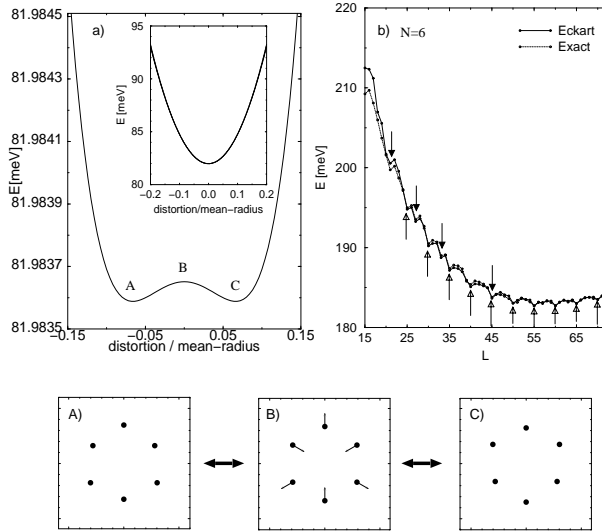 a)
E[meV]
81.9845
81.9843
81.9841
81.9839
81.9837
81.9835
−0.15
−0.05
0.05
0.15
distortion / mean-radius
A
B
C
E [meV]
95
90
85
80
−0.2
−0.1
0.0
0.1
0.2
distortion/mean-radius
b)
N=6
Eckart
Exact
E [meV]
220
210
200
190
180
15
25
35
45
55
65
L
A)
B)
C)